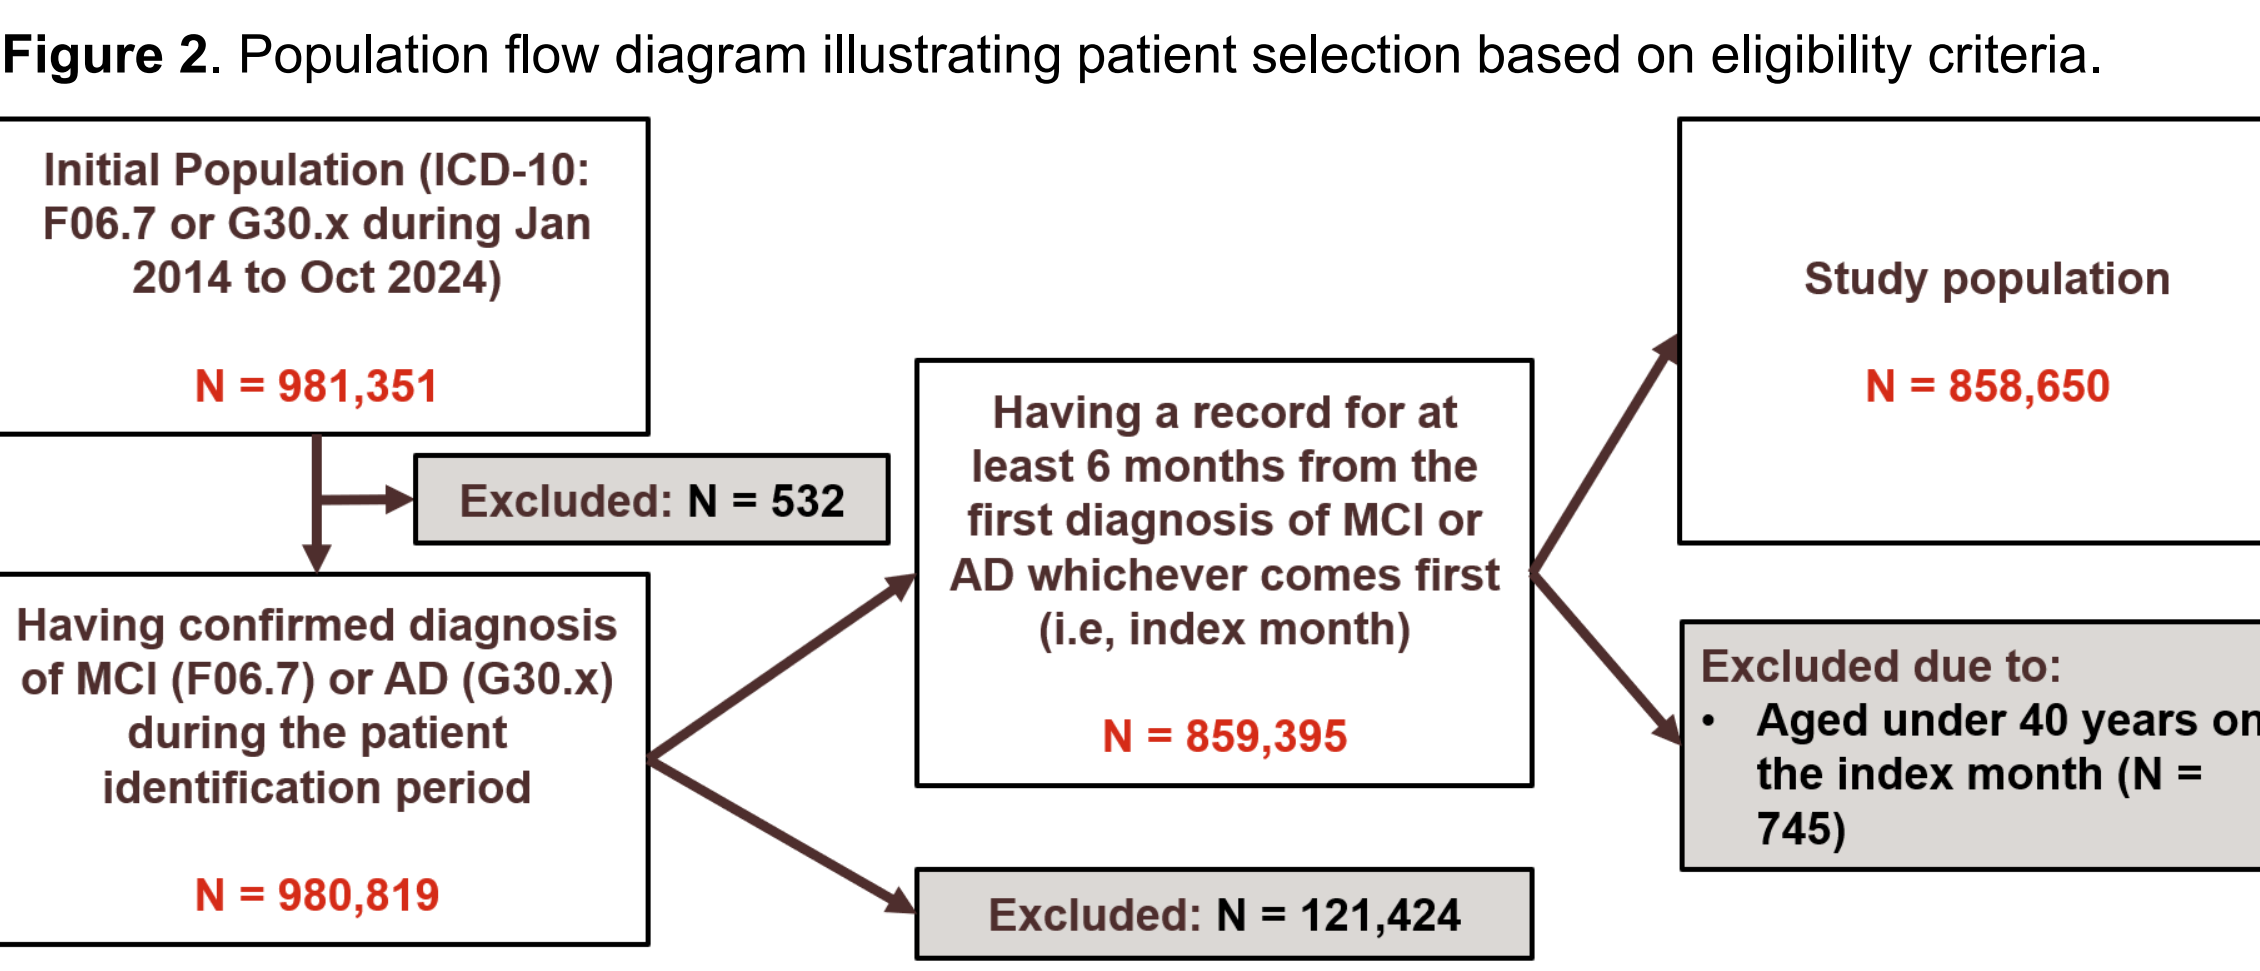 Figure 2. Population flow diagram illustrating patient selection based on eligibility criteria.
Initial Population (ICD-10:
F06.7 or G30.x during Jan
2014 to Oct 2024)
N = 981,351
Excluded: N = 532
Having confirmed diagnosis
of MCI (F06.7) or AD (G30.x)
during the patient
identification period
N = 980,819
Having a record for at
least 6 months from the
first diagnosis of MCI or
AD whichever comes first
(i.e, index month)
N = 859,395
Excluded: N = 121,424
Study population
N = 858,650
Excluded due to:
• Aged under 40 years on
the index month (N =
745)